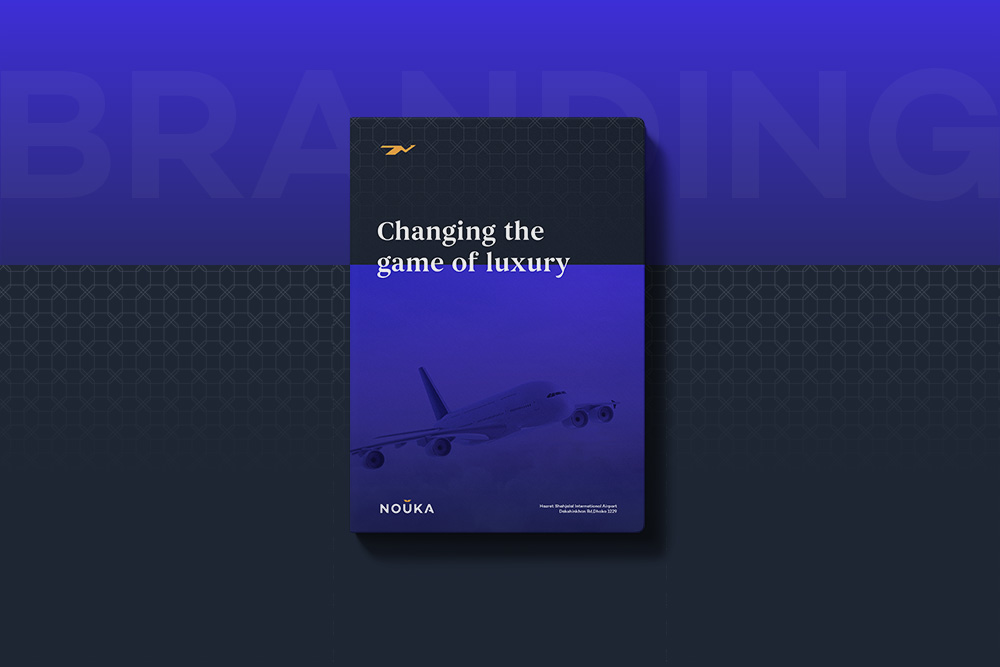 BRANDING
Changing the
game of luxury
NOUKA
Hazrat Shahjalal International Airport
Dakshinkhan Rd,Dhaka 1229